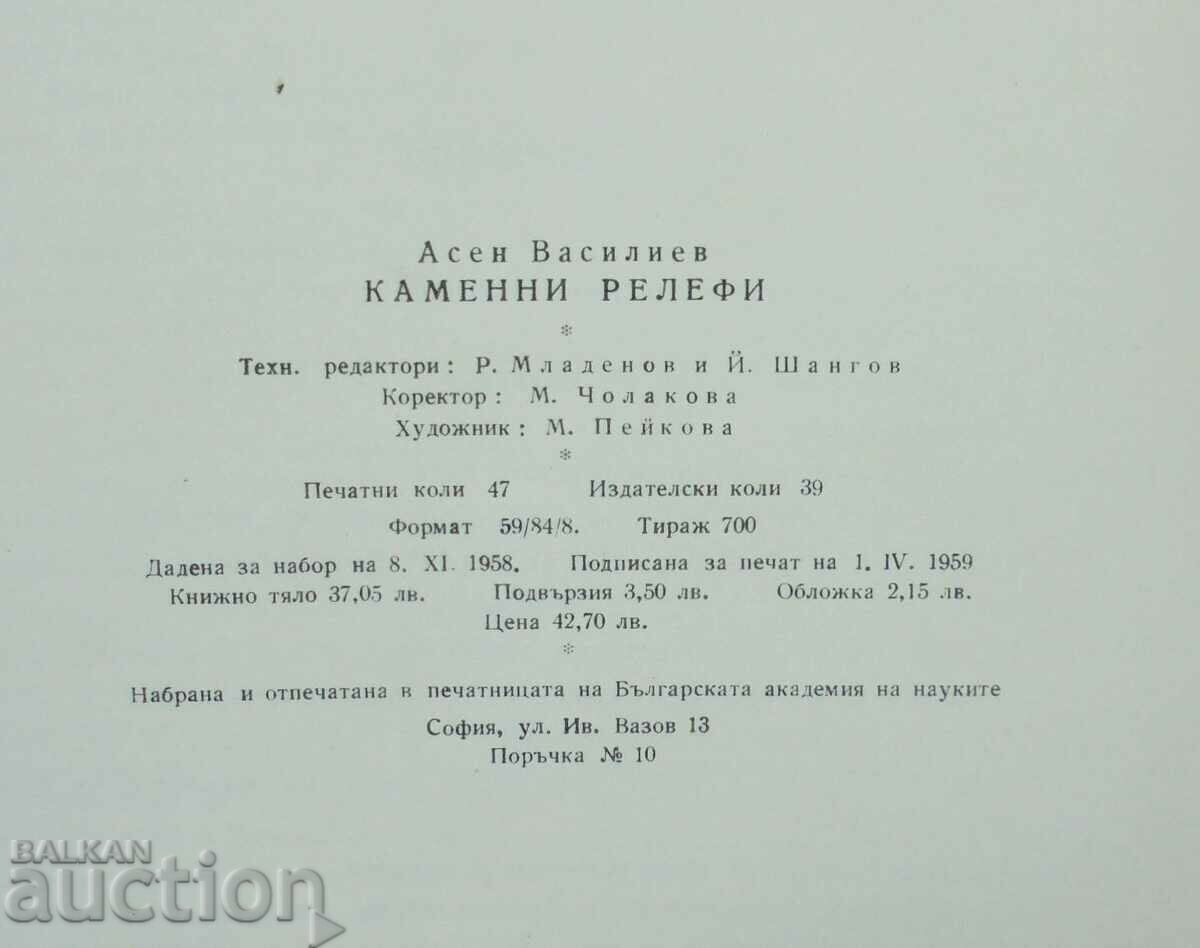 Асен Василиев
КАМЕННИ РЕЛЕФИ
*
Техн. редактори: Р. Младенов и Й. Шангов
Коректор: М. Чолакова
Художник: М. Пейкова
*
Печатни коли 47 Издателски коли 39
Формат 59/84/8. Тираж 700
Дадена за набор на 8. XI. 1958. Подписана за печат на 1. IV. 1959
Книжно тяло 37,05 лв. Подвързия 3,50 лв. Обложка 2,15 лв.
Цена 42,70 лв.
*
Набрана и отпечатана в печатницата на Българската академия на науките
София, ул. Ив. Вазов 13
Поръчка № 10
BALKAN
auction